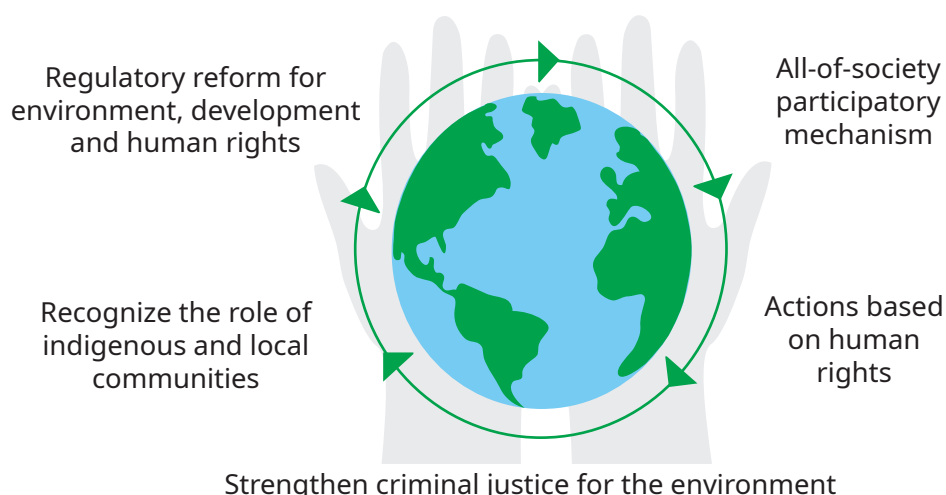 Regulatory reform for
environment, development
and human rights
All-of-society
participatory
mechanism
Recognize the role of
indigenous and local
communities
Actions based
on human
rights
Strengthen criminal justice for the environment